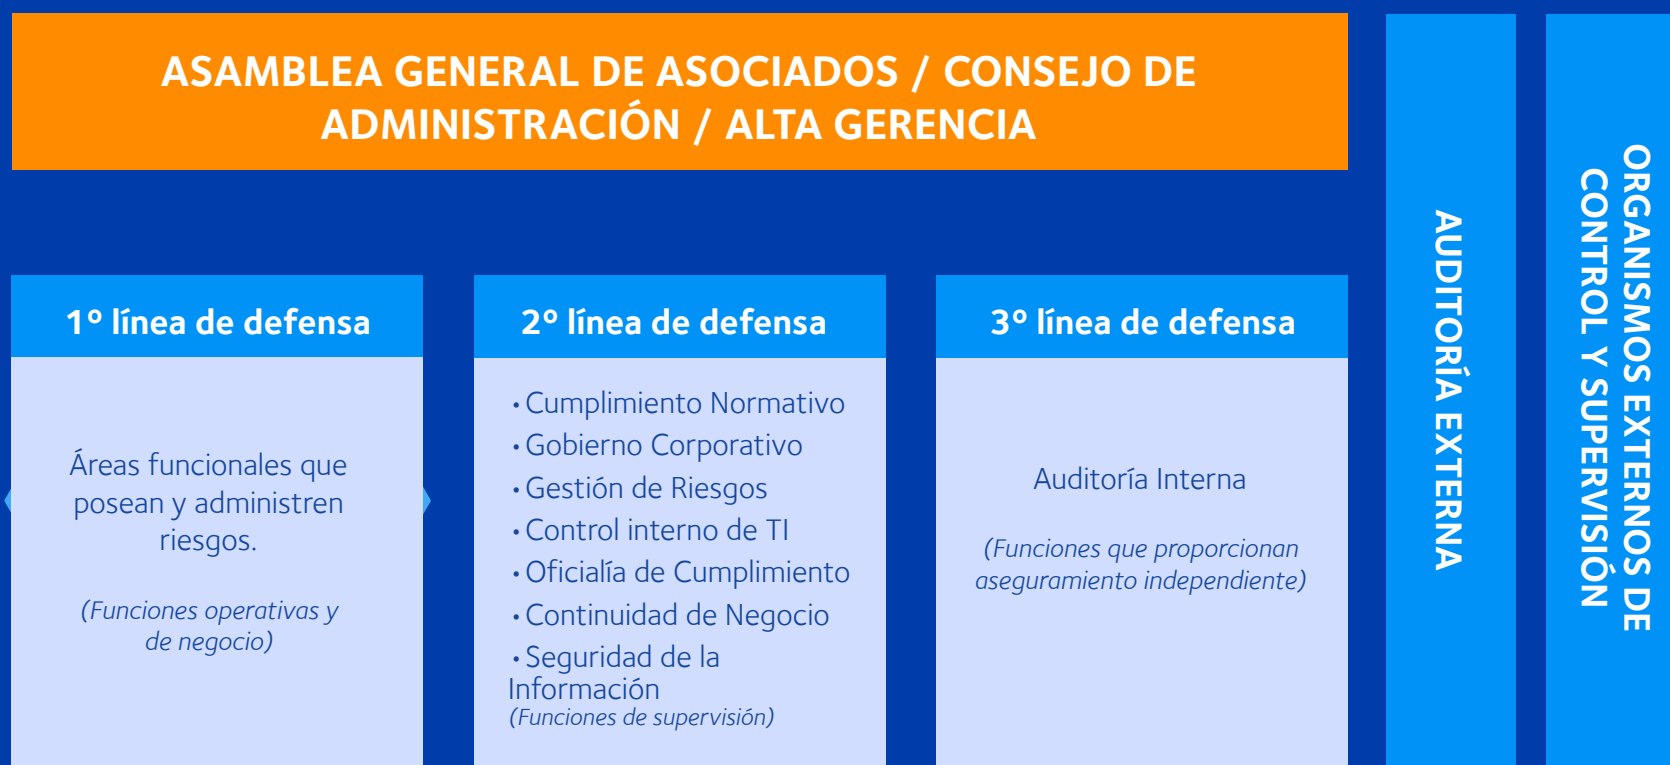 ASAMBLEA GENERAL DE ASOCIADOS / CONSEJO DE
ADMINISTRACIÓN / ALTA GERENCIA
1º línea de defensa
Áreas funcionales que
posean y administren
riesgos.
(Funciones operativas y
de negocio)
2º línea de defensa
• Cumplimiento Normativo
• Gobierno Corporativo
• Gestión de Riesgos
• Control interno de TI
• Oficialía de Cumplimiento
• Continuidad de Negocio
• Seguridad de la
Información
(Funciones de supervisión)
3º línea de defensa
Auditoría Interna
(Funciones que proporcionan
aseguramiento independiente)
AUDITORÍA EXTERNA
ORGANISMOS EXTERNOS DE
CONTROL Y SUPERVISIÓN